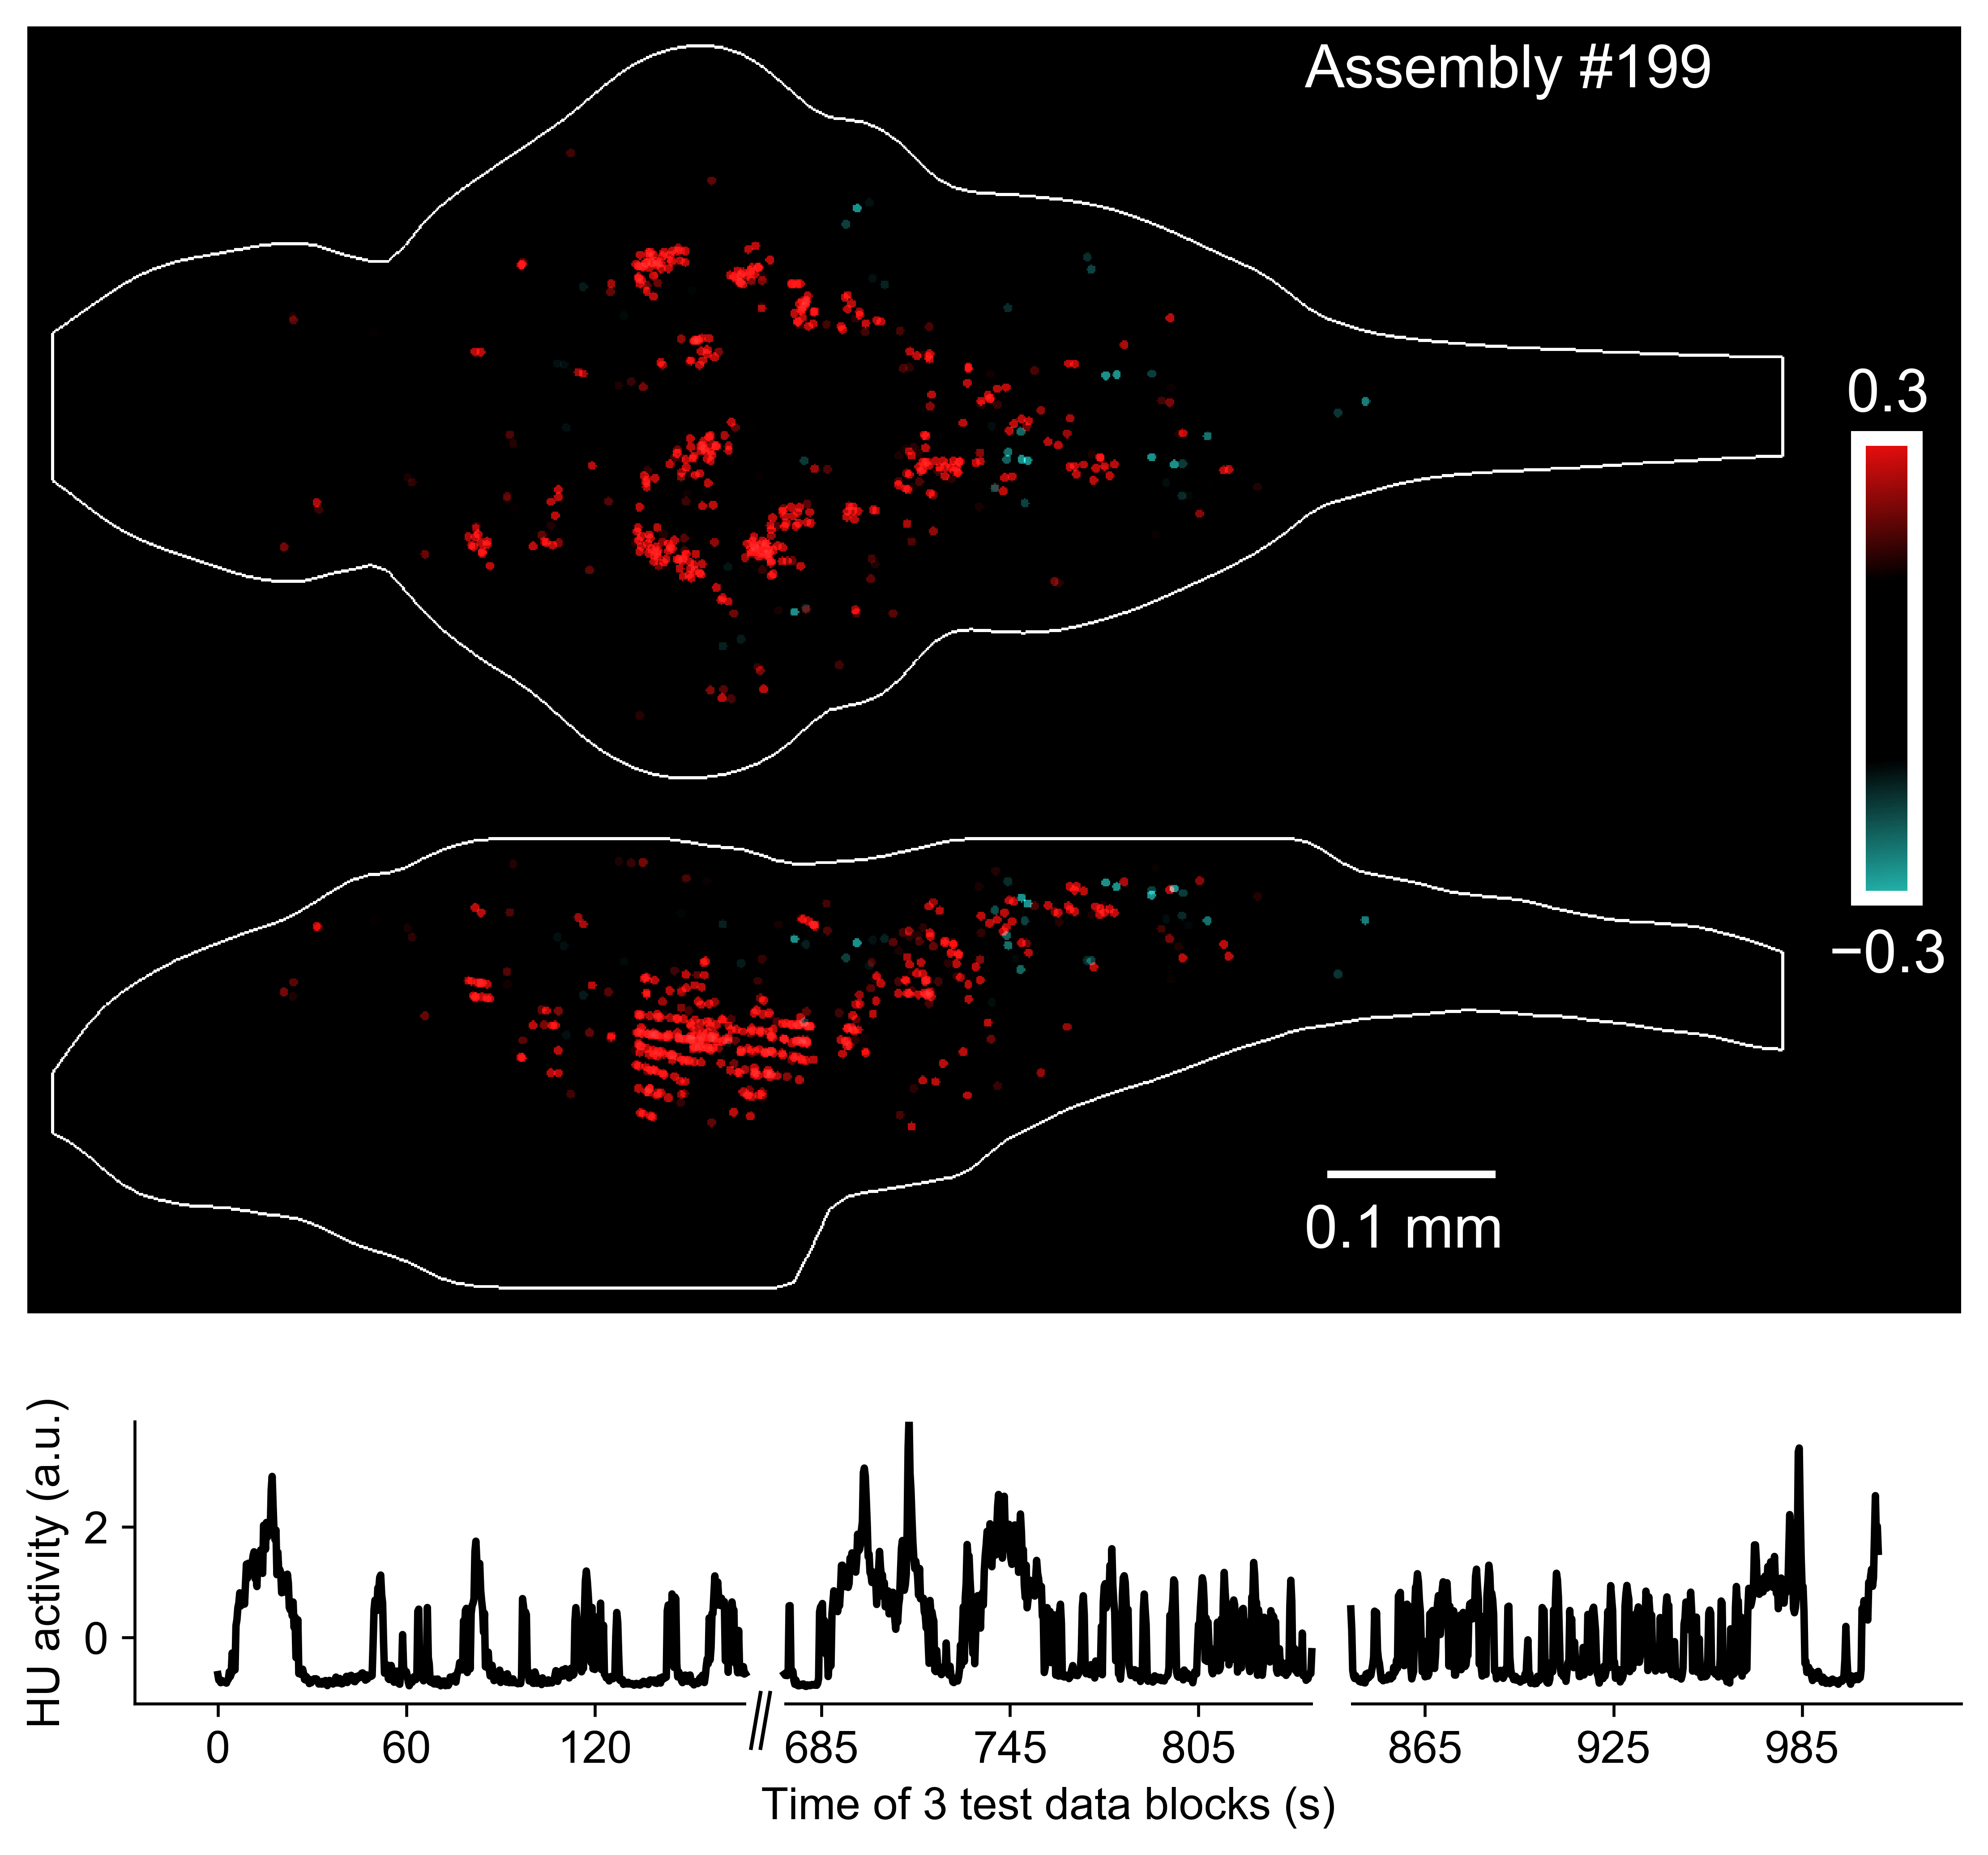 Assembly #199
0.3
−0.3
0.1 mm
HU activity (a.u.)
2
0
0 60 120 685 745 805 865 925 985
Time of 3 test data blocks (s)